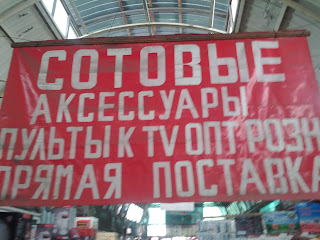 СОТОВЫЕ
АКСЕССУАРЫ
ПУЛЬТЫ К TV ОПТ РОЗН
ПРЯМАЯ ПОСТАВКА